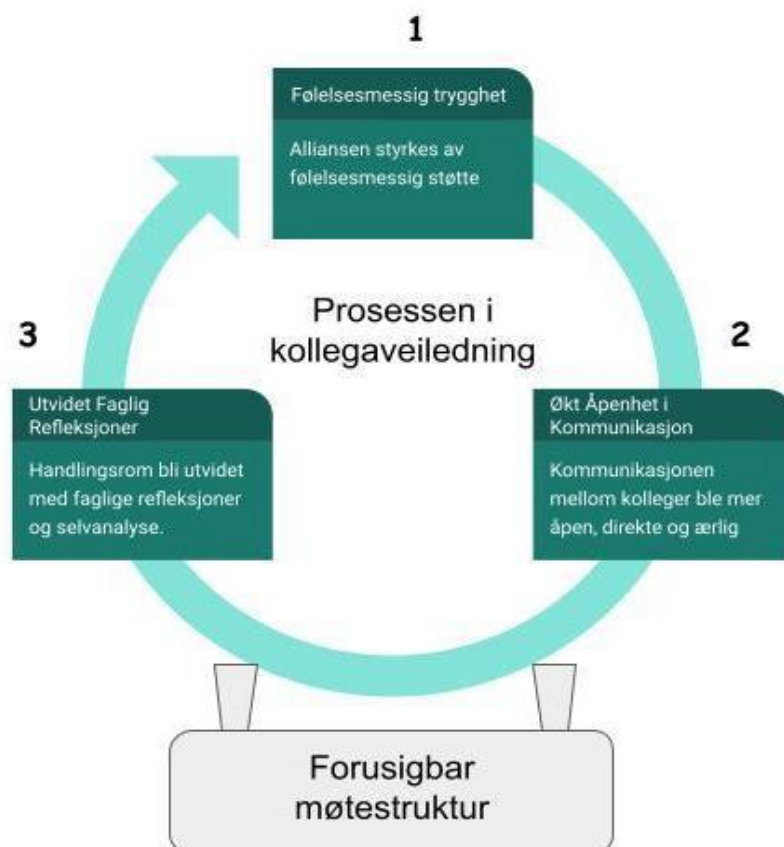 1
Følelsesmessig trygghet
Alliansen styrkes av
følelsesmessig støtte
Prosessen i
kollegaveiledning
2
Økt Åpenhet i
Kommunikasjon
Kommunikasjonen
mellom kolleger ble mer
åpen, direkte og ærlig
3
Utvidet Faglig
Refleksjoner
Handlingsrom bli utvidet
med faglige refleksjoner
og selvanalyse.
Forusigbar
møtestruktur